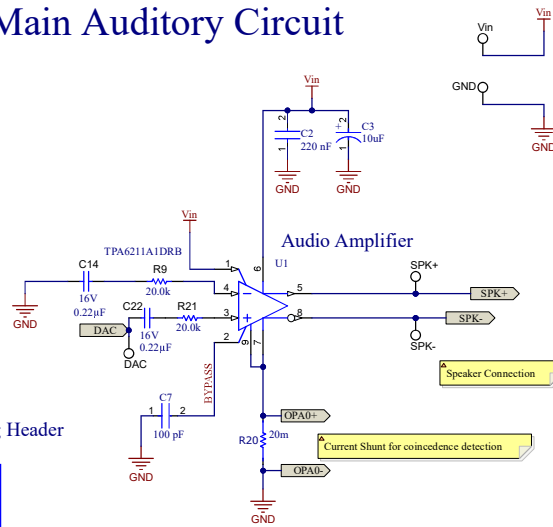 Main Auditory Circuit
Vin
Vin
GND
GND
Vin
2
C2
1
220 nF
+
2
C3
1
10uF
GND
GND
Vin
TPA6211A1DRB
Audio Amplifier
U1
1
6
C14
R9
4
16V
20.0k
0.22µF
GND
5
SPK+
SPK+
C22
R21
3
DAC
16V
20.0k
0.22µF
DAC
2
8
SPK-
SPK-
9
7
BYPASS
Speaker Connection
C7
1
2
100 pF
GND
g Header
OPA0+
R20
20m
Current Shunt for coincedence detection
OPA0-
GND